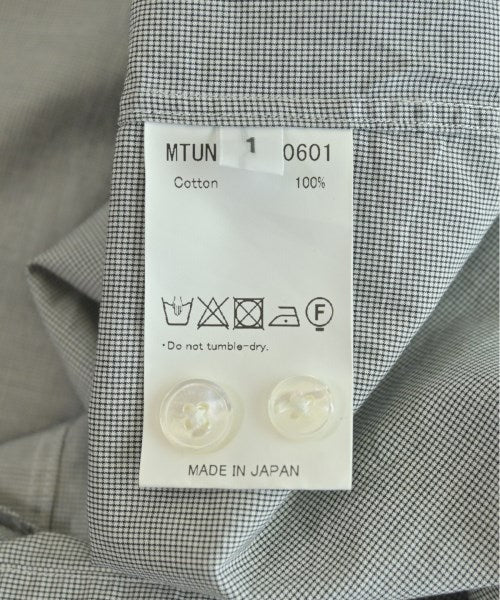 MTUN 1 0601
Cotton 100%
F
·Do not tumble-dry.
MADE IN JAPAN